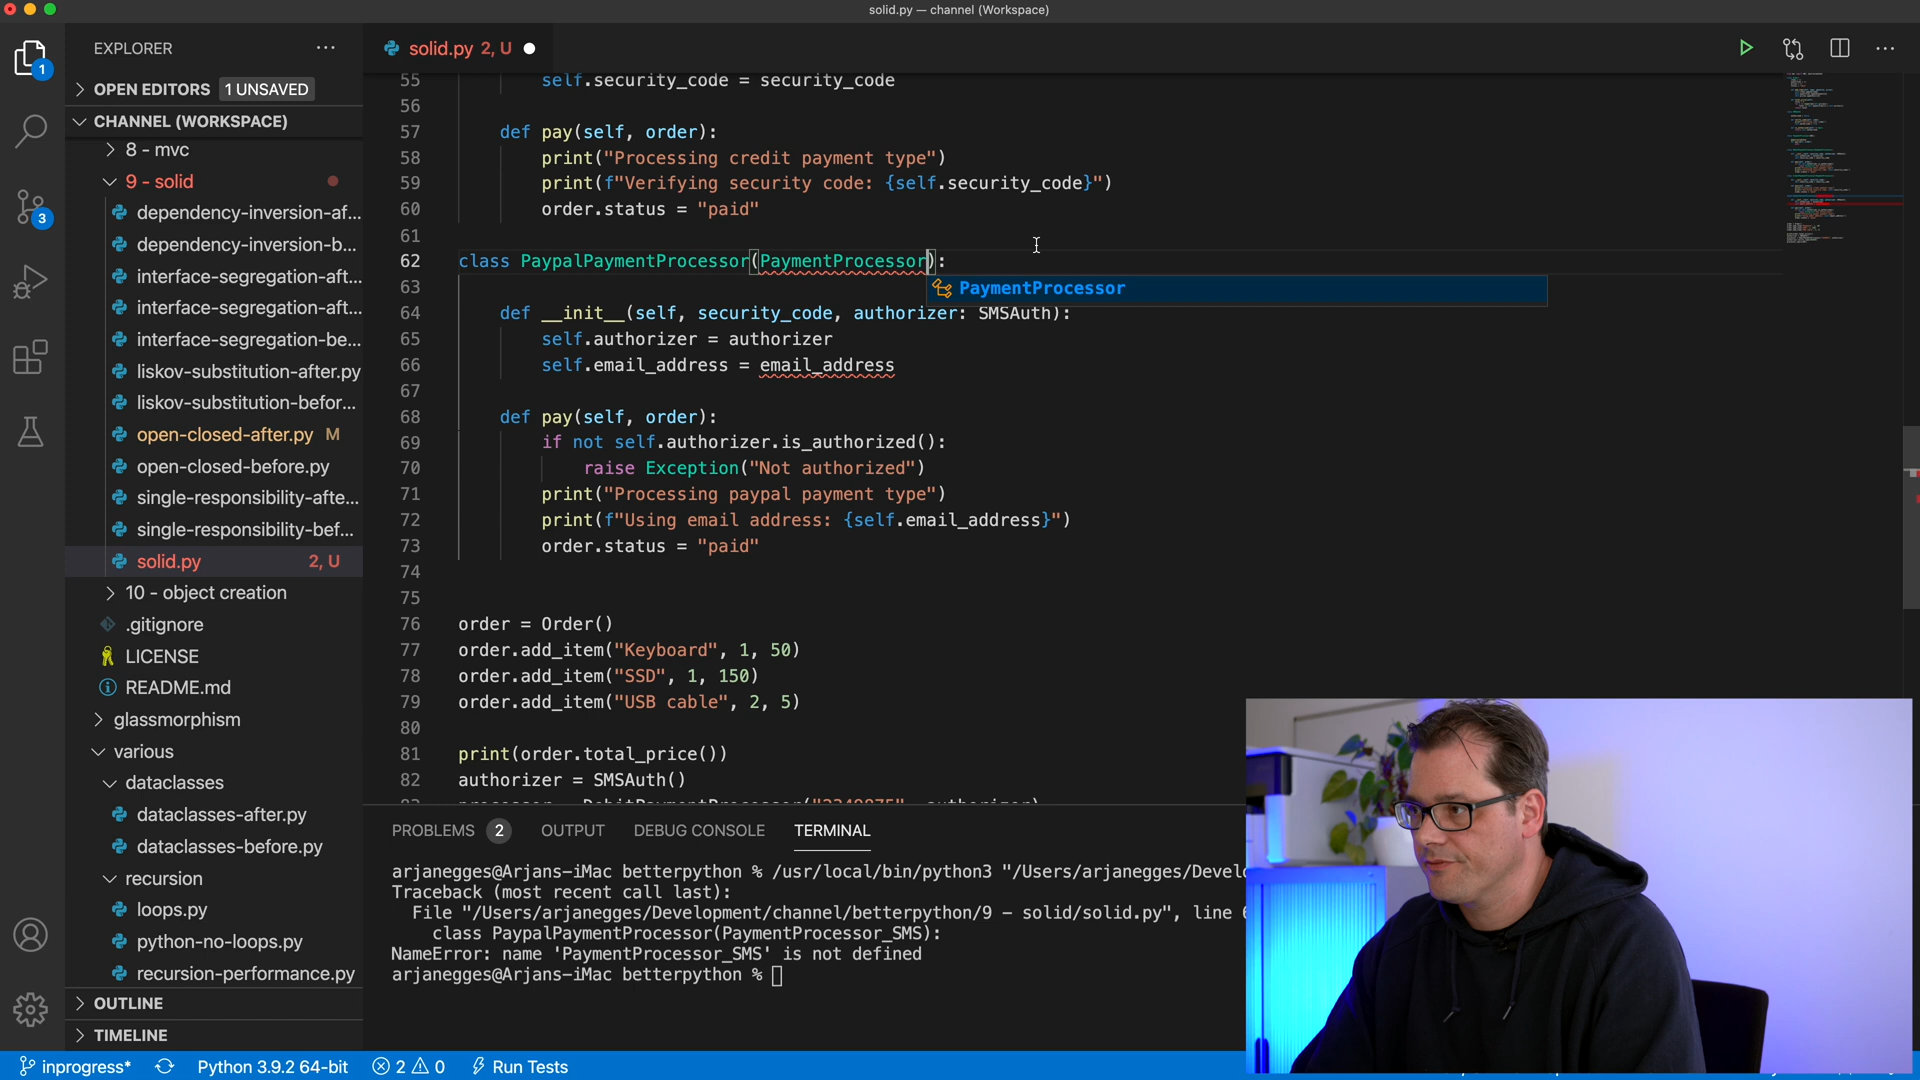 solid.py — channel (Workspace)
EXPLORER
1
OPEN EDITORS 1 UNSAVED
CHANNEL (WORKSPACE)
8 - mvc
9 - solid
dependency-inversion-af...
3
dependency-inversion-b...
interface-segregation-aft...
interface-segregation-aft...
interface-segregation-be...
liskov-substitution-after.py
liskov-substitution-befor...
open-closed-after.py M
open-closed-before.py
single-responsibility-afte...
single-responsibility-bef...
solid.py 2, U
10 - object creation
.gitignore
LICENSE
README.md
glassmorphism
various
dataclasses
dataclasses-after.py
dataclasses-before.py
recursion
loops.py
python-no-loops.py
recursion-performance.py
OUTLINE
TIMELINE
solid.py 2, U
55 self.security_code = security_code
56
57 def pay(self, order):
58 print("Processing credit payment type")
59 print(f"Verifying security code: {self.security_code}")
60 order.status = "paid"
61
62 class PaypalPaymentProcessor(PaymentProcessor):
63
PaymentProcessor
64 def __init__(self, security_code, authorizer: SMSAuth):
65 self.authorizer = authorizer
66 self.email_address = email_address
67
68 def pay(self, order):
69 if not self.authorizer.is_authorized():
70 raise Exception("Not authorized")
71 print("Processing paypal payment type")
72 print(f"Using email address: {self.email_address}")
73 order.status = "paid"
74
75
76 order = Order()
77 order.add_item("Keyboard", 1, 50)
78 order.add_item("SSD", 1, 150)
79 order.add_item("USB cable", 2, 5)
80
81 print(order.total_price())
82 authorizer = SMSAuth()
PROBLEMS 2 OUTPUT DEBUG CONSOLE TERMINAL
arjanegges@Arjans-iMac betterpython % /usr/local/bin/python3 "/Users/arjanegges/Develo
Traceback (most recent call last):
File "/Users/arjanegges/Development/channel/betterpython/9 – solid/solid.py", line 6
class PaypalPaymentProcessor(PaymentProcessor_SMS):
NameError: name 'PaymentProcessor_SMS' is not defined
arjanegges@Arjans-iMac betterpython %
inprogress* Python 3.9.2 64-bit 2 0 Run Tests